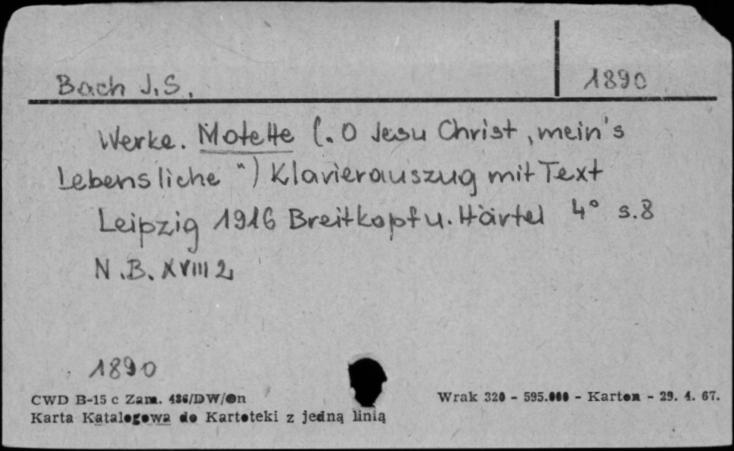 Bach J.S. 1890
Werke. Motette (. O Jesu Christ, mein's
Lebens liche ") Klavierauszug mit Text
Leipzig 1916 Breitkopf u. Härtel 4° s.8
N.B. XVIII 2
1890
CWD B-15 c Zam. 486/DW/On Wrak 320 - 595.000 - Karton - 29. 4. 67.
Karta Katalogowa do Kartoteki z jedną linią